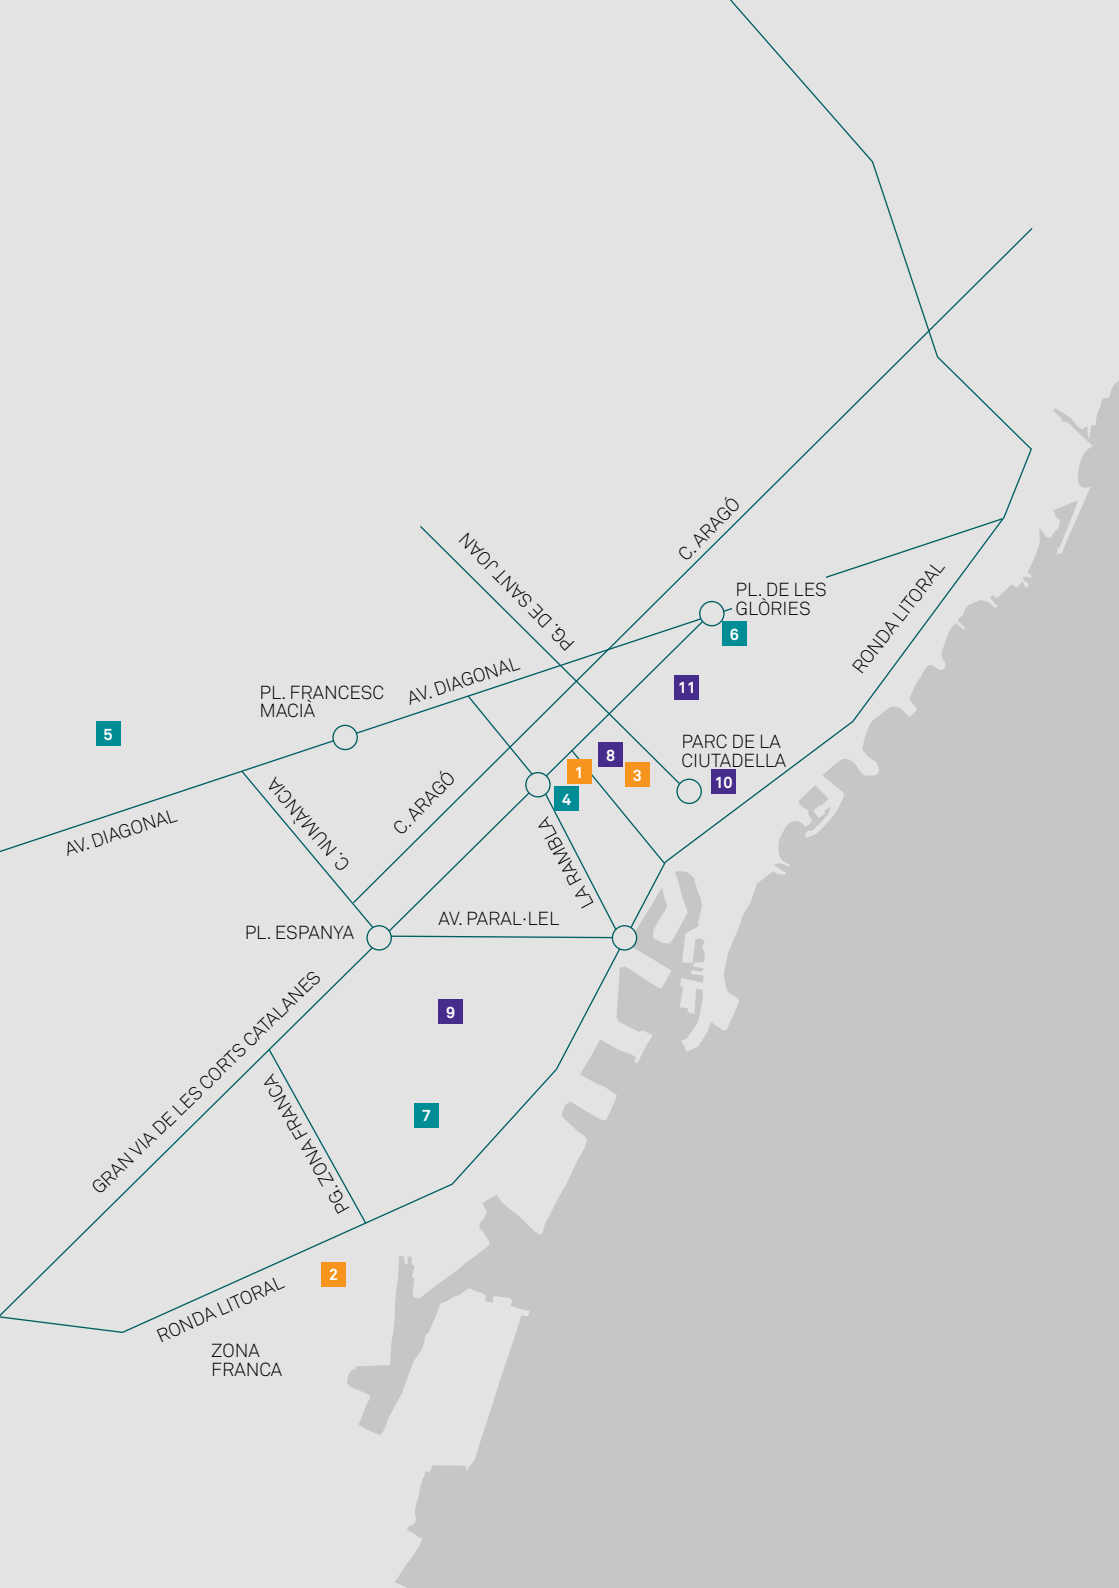 C. ARAGÓ
PG. DE SANT JOAN
PL. DE LES
GLÒRIES
6
RONDA LITORAL
AV. DIAGONAL
PL. FRANCESC
MACIÀ
11
5
PARC DE LA
CIUTADELLA
8
1
3
10
4
C. ARAGÓ
C. NUMÀNCIA
AV. DIAGONAL
LA RAMBLA
AV. PARAL·LEL
PL. ESPANYA
9
GRAN VIA DE LES CORTS CATALANES
7
PG. ZONA FRANCA
2
RONDA LITORAL
ZONA
FRANCA